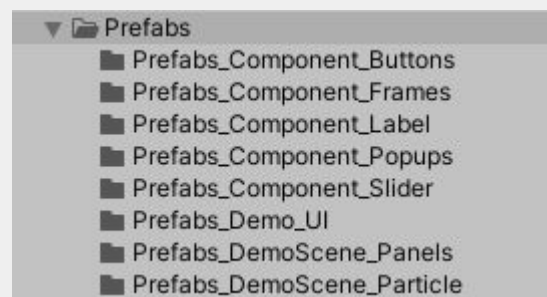 Prefabs
Prefabs_Component_Buttons
Prefabs_Component_Frames
Prefabs_Component_Label
Prefabs_Component_Popups
Prefabs_Component_Slider
Prefabs_Demo_UI
Prefabs_DemoScene_Panels
Prefabs_DemoScene_Particle